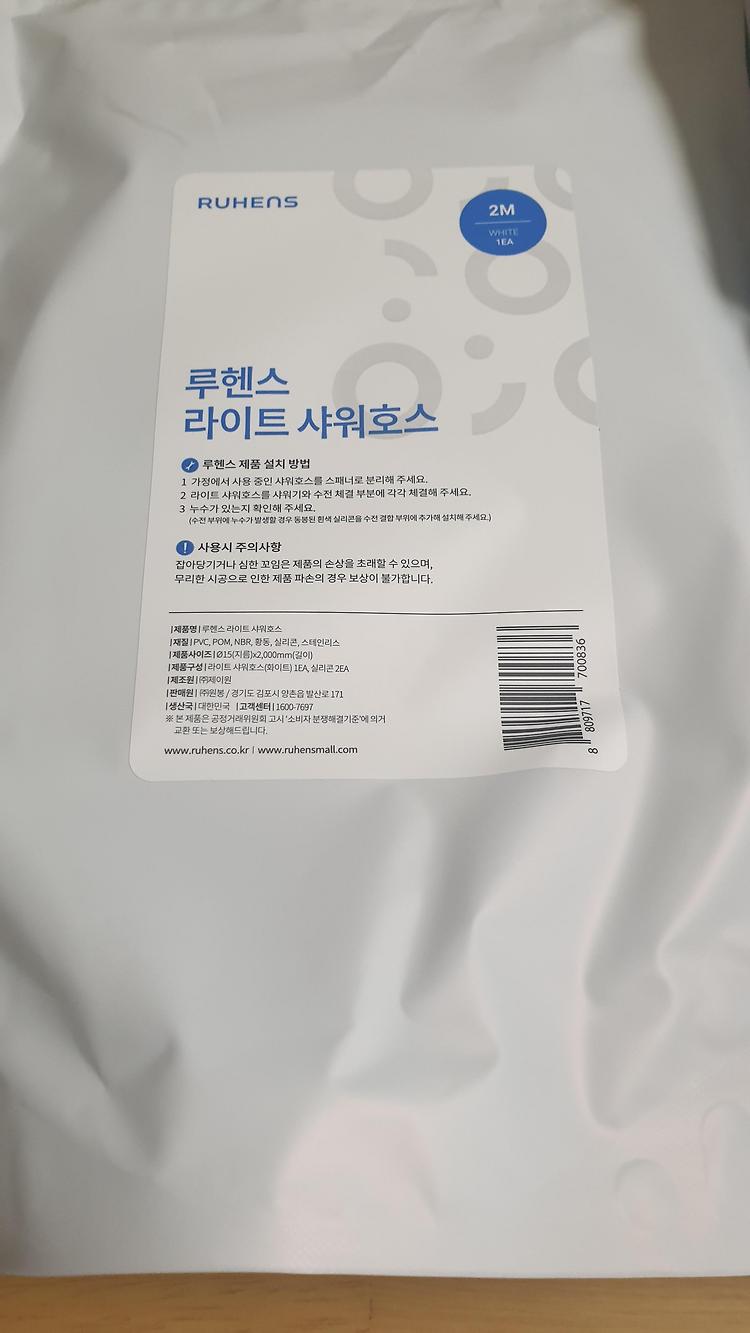 RUHENS
2M
WHITE
1EA
루헨스
라이트 샤워호스
루헨스 제품 설치 방법
1 가정에서 사용 중인 샤워호스를 스패너로 분리해 주세요.
2 라이트 샤워호스를 샤워기와 수전 체결 부분에 각각 체결해 주세요.
3 누수가 있는지 확인해 주세요.
(수전 부위에 누수가 발생할 경우 동봉된 흰색 실리콘을 수전 결합 부위에 추가해 설치해 주세요.)
! 사용시 주의사항
잡아당기거나 심한 꼬임은 제품의 손상을 초래할 수 있으며,
무리한 시공으로 인한 제품 파손의 경우 보상이 불가합니다.
|제품명| 루헨스 라이트 샤워호스
|재질| PVC, POM, NBR, 황동, 실리콘, 스테인리스
|제품사이즈| Ø15(지름)x2,000mm(길이)
|제품구성| 라이트 샤워호스(화이트) 1EA, 실리콘 2EA
|제조원| ㈜제이원
|판매원| ㈜원봉 / 경기도 김포시 양촌읍 발산로 171
|생산국| 대한민국 |고객센터| 1600-7697
※ 본 제품은 공정거래위원회 고시 '소비자 분쟁해결기준'에 의거
교환 또는 보상해드립니다.
www.ruhens.co.kr | www.ruhensmall.com
8 809717 700836